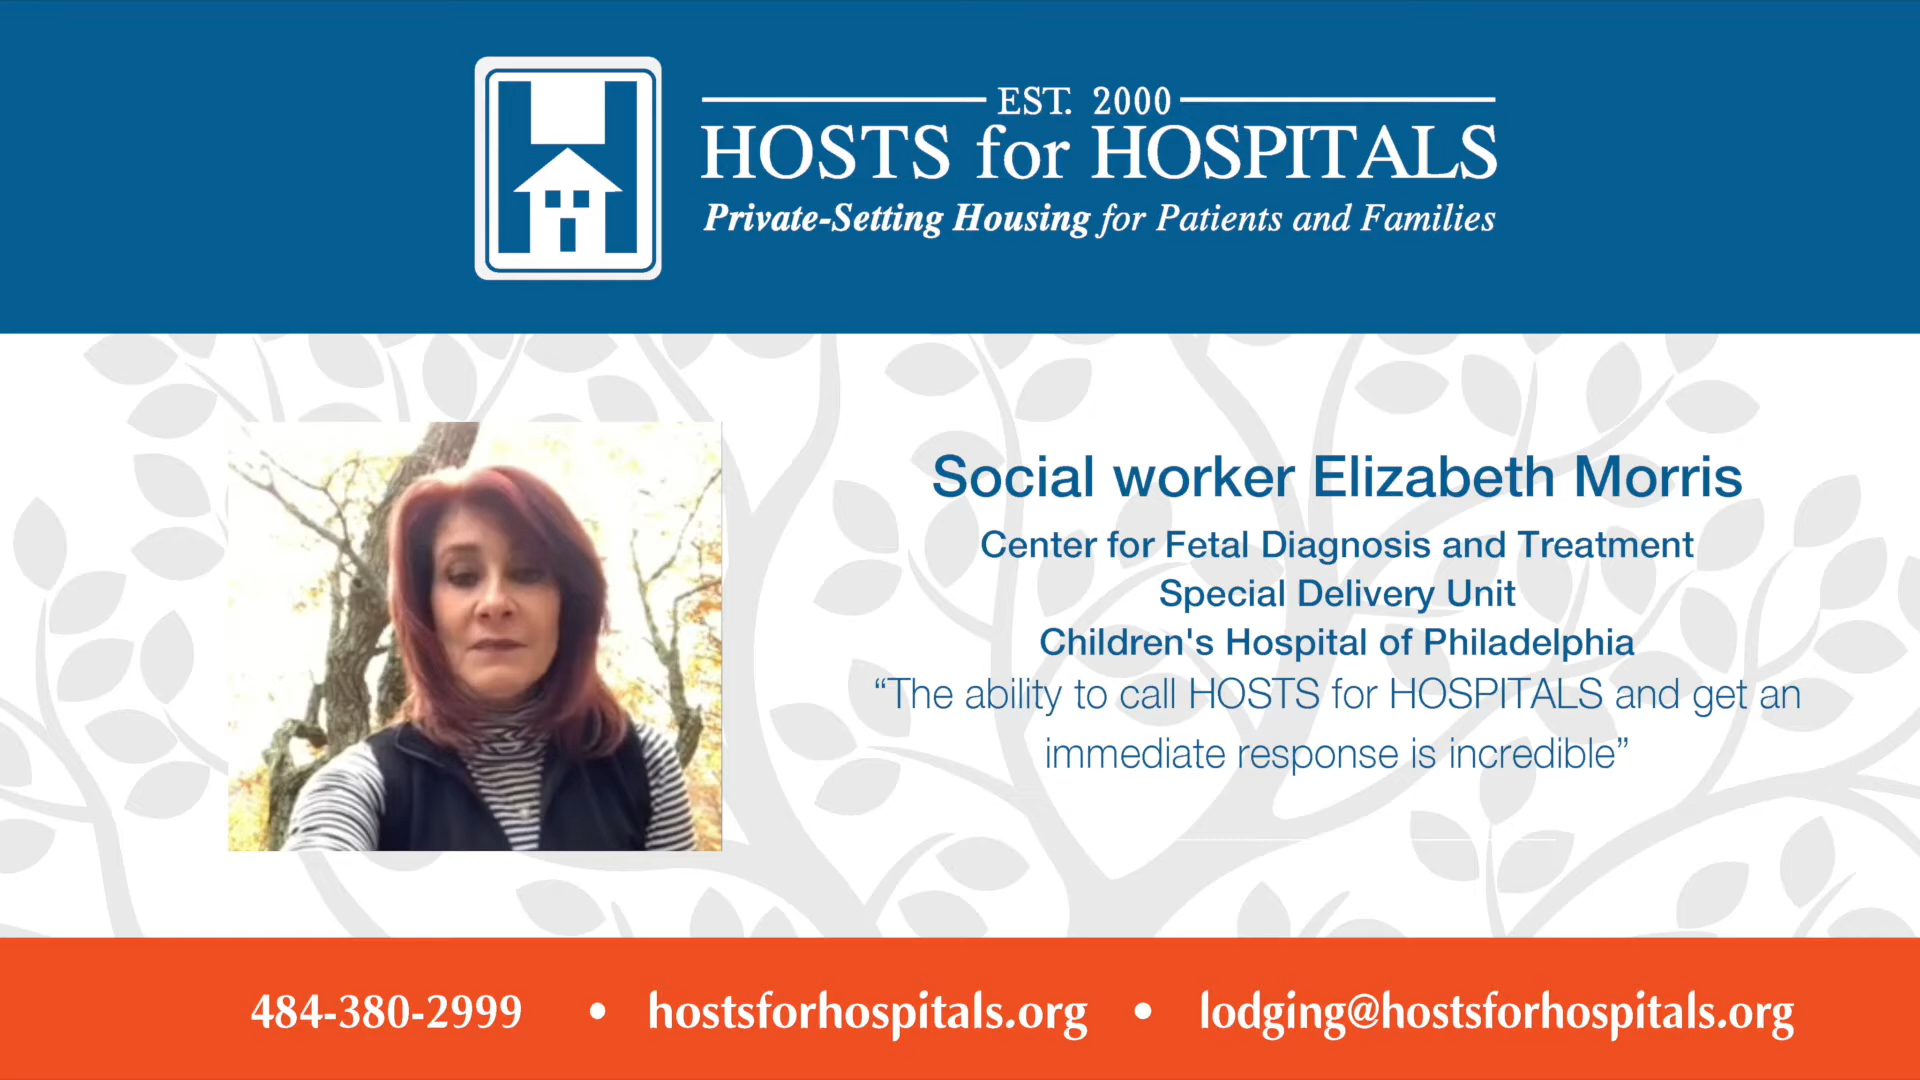 EST. 2000
HOSTS for HOSPITALS
Private-Setting Housing for Patients and Families
Social worker Elizabeth Morris
Center for Fetal Diagnosis and Treatment
Special Delivery Unit
Children's Hospital of Philadelphia
“The ability to call HOSTS for HOSPITALS and get an
immediate response is incredible”
484-380-2999 • hostsforhospitals.org • lodging@hostsforhospitals.org